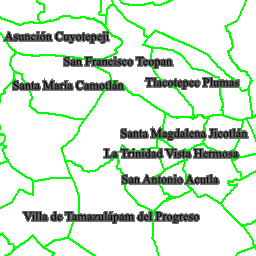 Asunción Cuyotepeji
San Francisco Teopan
Tlacotepec Plumas
Santa María Camotlán
Santa Magdalena Jicotlán
La Trinidad Vista Hermosa
San Antonio Acutla
Villa de Tamazulápam del Progreso